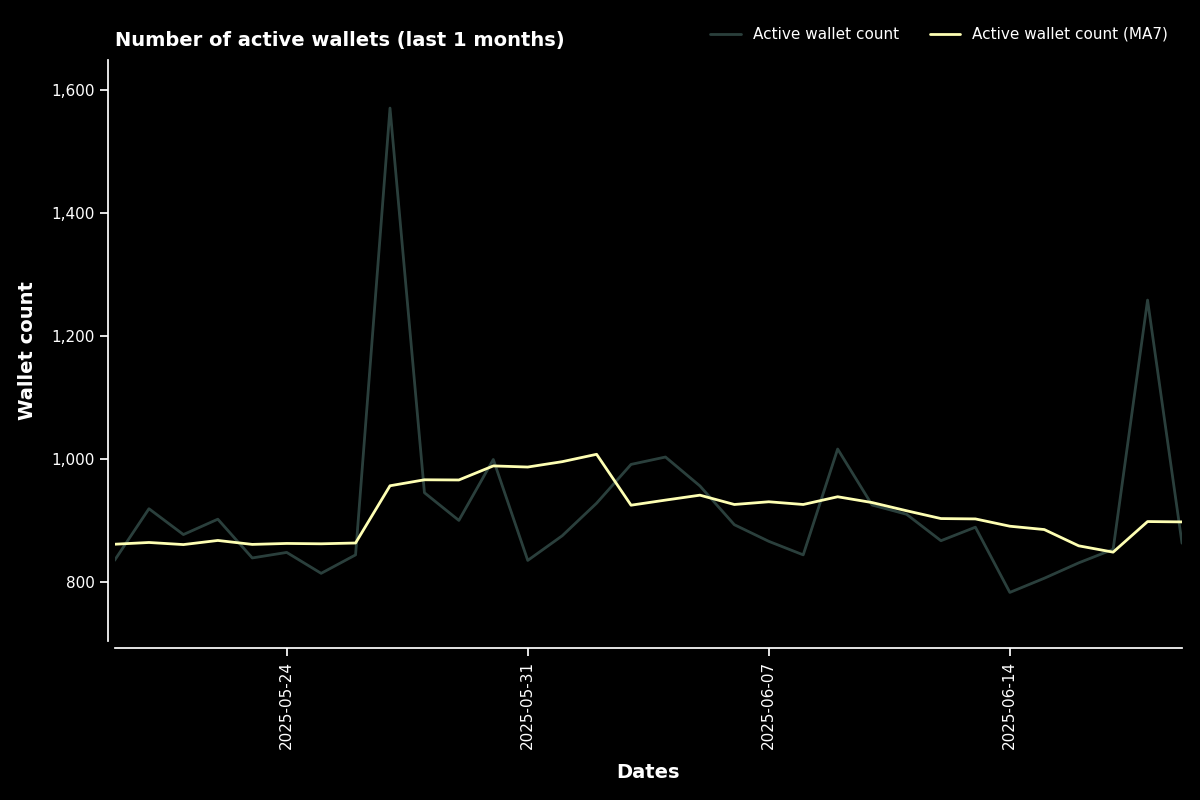 Number of active wallets (last 1 months)
Active wallet count
Active wallet count (MA7)
Wallet count
1,600
1,400
1,200
1,000
800
2025-05-24
2025-05-31
2025-06-07
2025-06-14
Dates